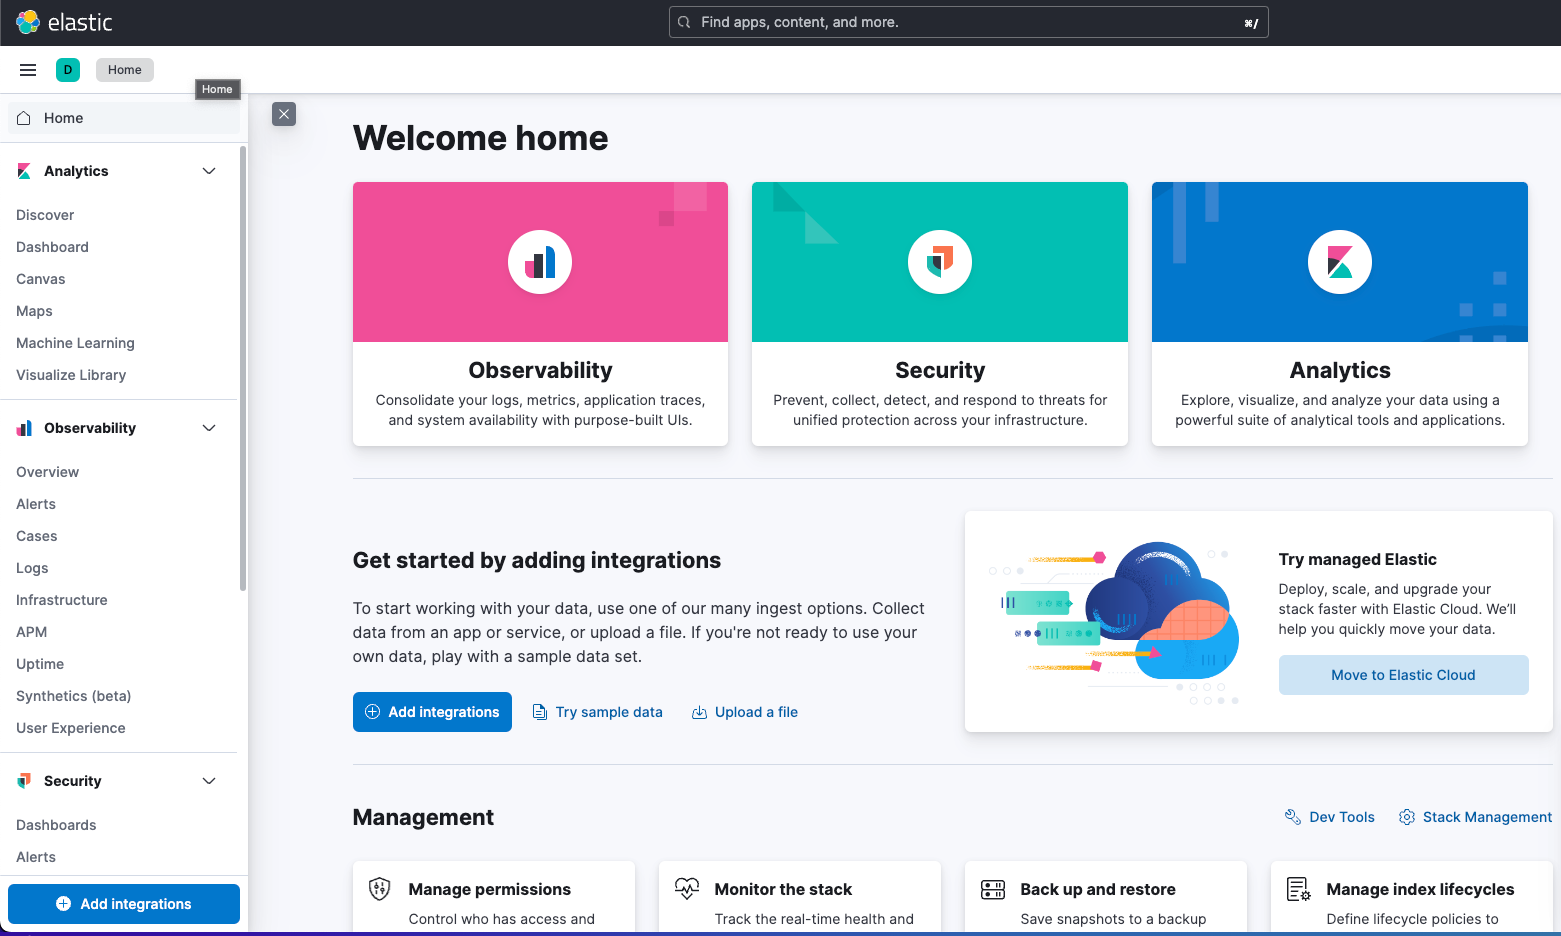 elastic
Find apps, content, and more.
⌘/
D
Home
Home
Home
Analytics
Discover
Dashboard
Canvas
Maps
Machine Learning
Visualize Library
Observability
Overview
Alerts
Cases
Logs
Infrastructure
APM
Uptime
Synthetics (beta)
User Experience
Security
Dashboards
Alerts
Add integrations
Welcome home
Observability
Consolidate your logs, metrics, application traces,
and system availability with purpose-built UIs.
Security
Prevent, collect, detect, and respond to threats for
unified protection across your infrastructure.
Analytics
Explore, visualize, and analyze your data using a
powerful suite of analytical tools and applications.
Get started by adding integrations
To start working with your data, use one of our many ingest options. Collect
data from an app or service, or upload a file. If you're not ready to use your
own data, play with a sample data set.
Add integrations
Try sample data
Upload a file
Try managed Elastic
Deploy, scale, and upgrade your
stack faster with Elastic Cloud. We’ll
help you quickly move your data.
Move to Elastic Cloud
Management
Dev Tools
Stack Management
Manage permissions
Control who has access and
Monitor the stack
Track the real-time health and
Back up and restore
Save snapshots to a backup
Manage index lifecycles
Define lifecycle policies to